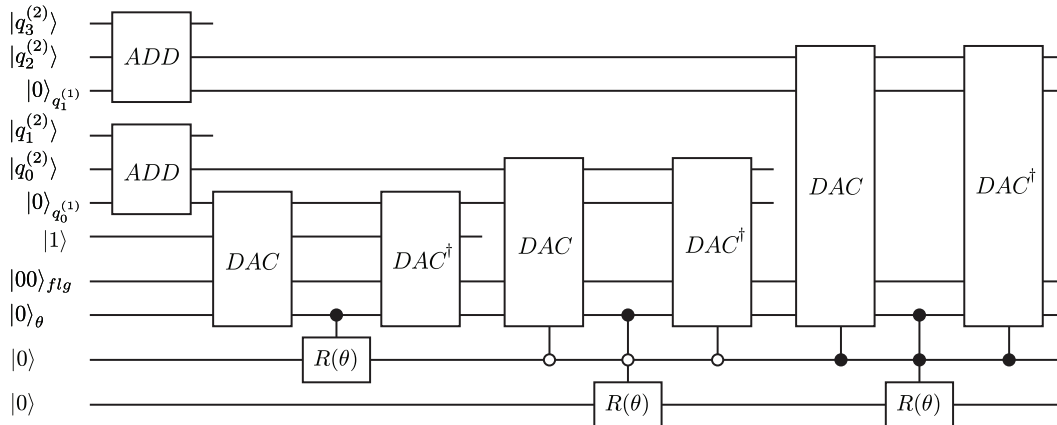 |q_3^{(2)}⟩
|q_2^{(2)}⟩ ADD
|0⟩_{q_1^{(1)}}
|q_1^{(2)}⟩
|q_0^{(2)}⟩ ADD DAC DAC^†
|0⟩_{q_0^{(1)}} DAC DAC^†
|1⟩
|00⟩_{flg} DAC DAC^†
|0⟩_θ
|0⟩ R(θ)
|0⟩ R(θ) R(θ)